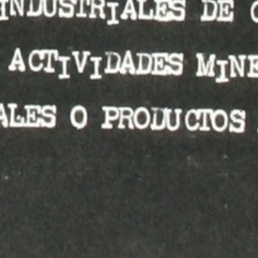 INDUSTRIALES DE
ACTIVIDADES MINE
ALES O PRODUCTOS